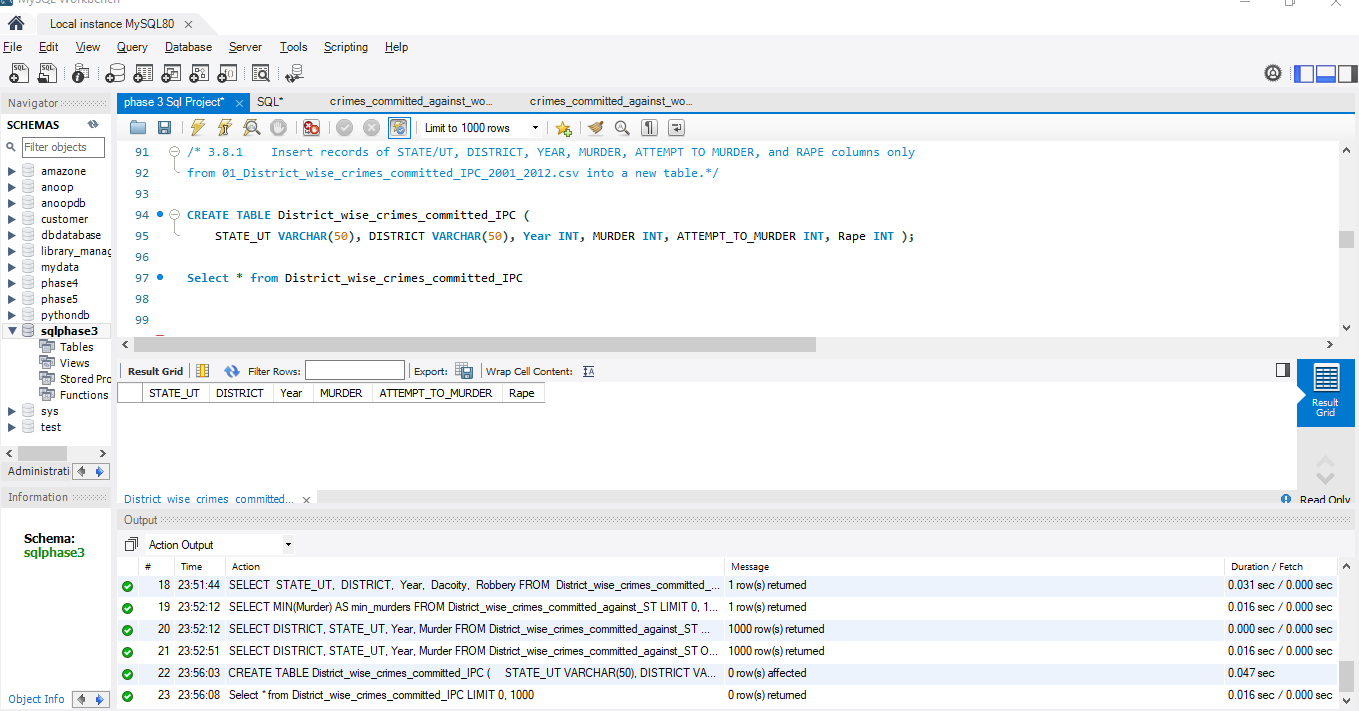 MySQL Workbench
Local instance MySQL80
File Edit View Query Database Server Tools Scripting Help
Navigator
phase 3 Sql Project* SQL* crimes_committed_against_wo... crimes_committed_against_wo...
SCHEMAS
Limit to 1000 rows
Filter objects
amazone
anoop
anoopdb
customer
dbdatabase
library_manag
mydata
phase4
phase5
pythondb
sqlphase3
Tables
Views
Stored Pro
Functions
sys
test
Administrati
Information
Schema:
sqlphase3
Object Info
91 /* 3.8.1 Insert records of STATE/UT, DISTRICT, YEAR, MURDER, ATTEMPT TO MURDER, and RAPE columns only
92 from 01_District_wise_crimes_committed_IPC_2001_2012.csv into a new table.*/
93
94 CREATE TABLE District_wise_crimes_committed_IPC (
95 STATE_UT VARCHAR(50), DISTRICT VARCHAR(50), Year INT, MURDER INT, ATTEMPT_TO_MURDER INT, Rape INT );
96
97 Select * from District_wise_crimes_committed_IPC
98
99
Result Grid Filter Rows: Export: Wrap Cell Content:
STATE_UT DISTRICT Year MURDER ATTEMPT_TO_MURDER Rape
Result
Grid
District_wise_crimes_committed...
Read Only
Output
Action Output
# Time Action Message Duration / Fetch
18 23:51:44 SELECT STATE_UT, DISTRICT, Year, Dacoity, Robbery FROM District_wise_crimes_committed_... 1 row(s) returned 0.031 sec / 0.000 sec
19 23:52:12 SELECT MIN(Murder) AS min_murders FROM District_wise_crimes_committed_against_ST LIMIT 0, 1... 1 row(s) returned 0.016 sec / 0.000 sec
20 23:52:12 SELECT DISTRICT, STATE_UT, Year, Murder FROM District_wise_crimes_committed_against_ST ... 1000 row(s) returned 0.000 sec / 0.000 sec
21 23:52:51 SELECT DISTRICT, STATE_UT, Year, Murder FROM District_wise_crimes_committed_against_ST O... 1000 row(s) returned 0.016 sec / 0.000 sec
22 23:56:03 CREATE TABLE District_wise_crimes_committed_IPC ( STATE_UT VARCHAR(50), DISTRICT VA... 0 row(s) affected 0.047 sec
23 23:56:08 Select * from District_wise_crimes_committed_IPC LIMIT 0, 1000 0 row(s) returned 0.016 sec / 0.000 sec